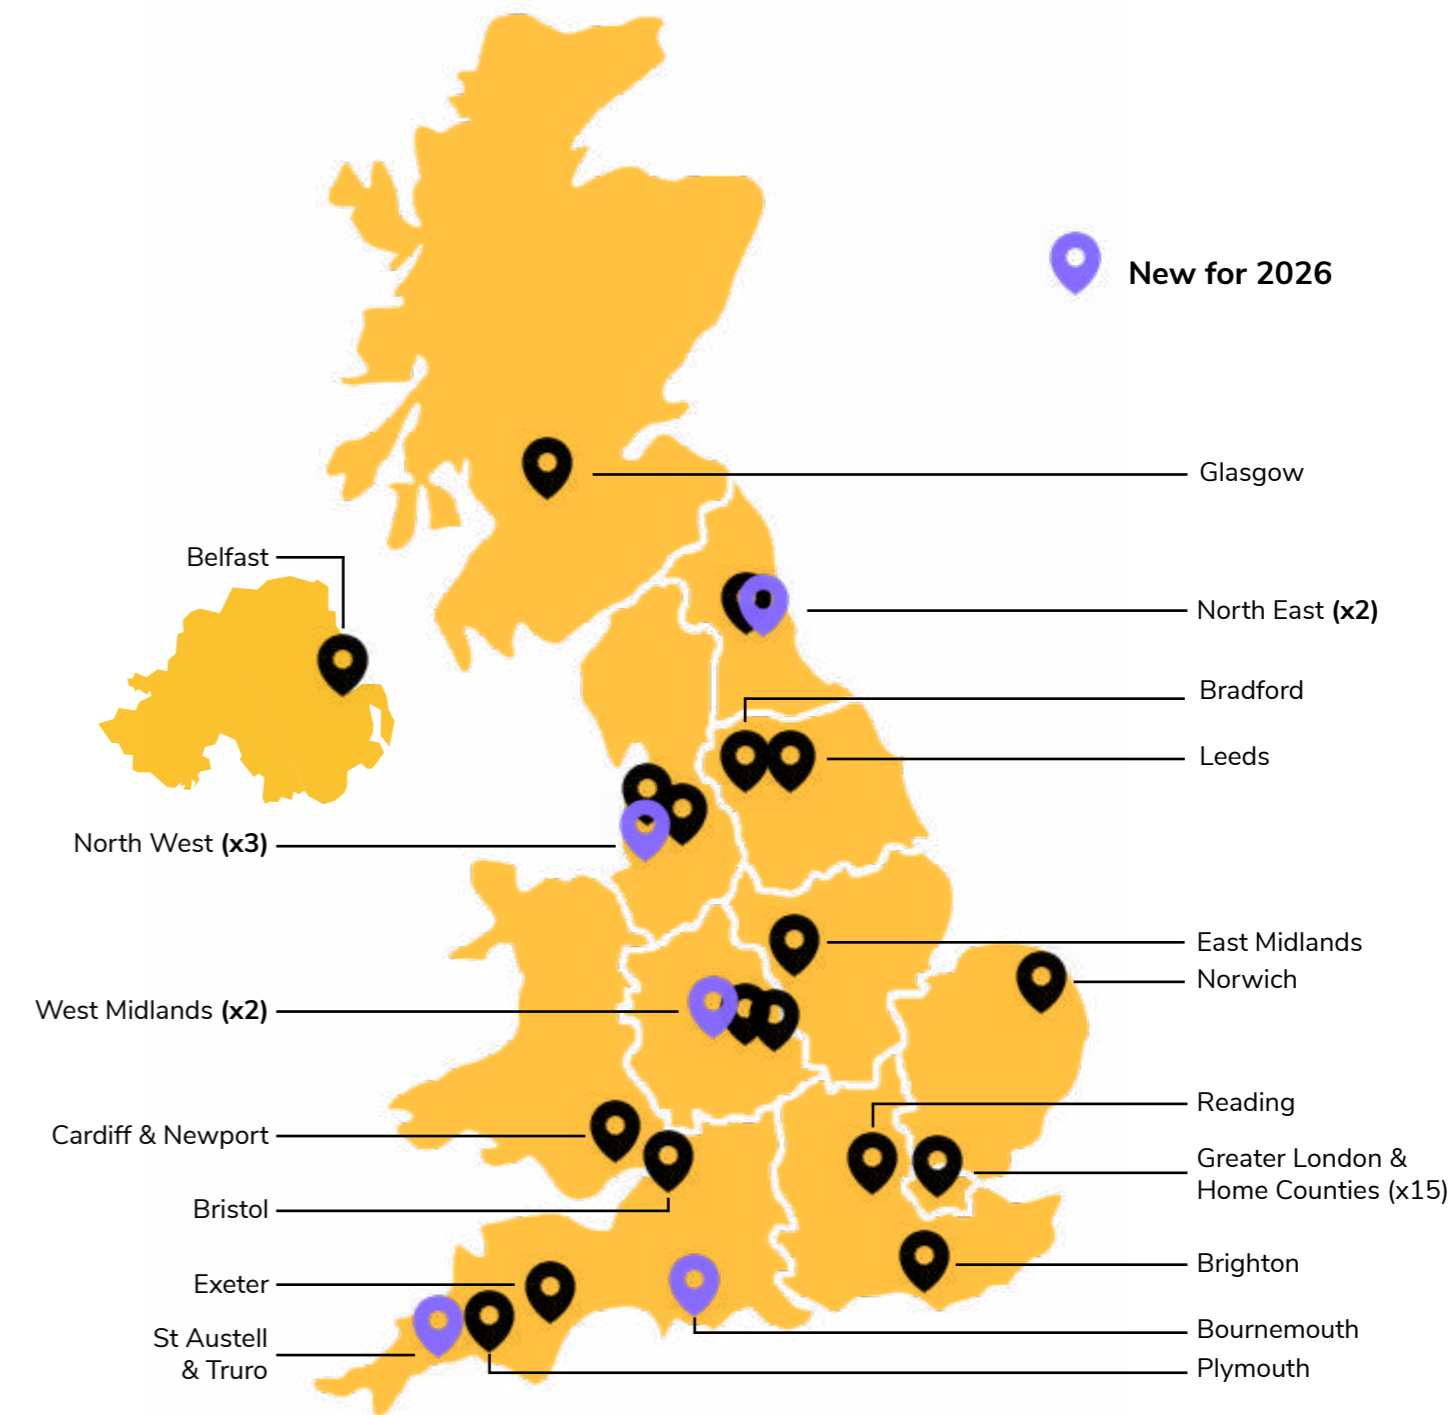 New for 2026
Glasgow
Belfast
North East (x2)
Bradford
Leeds
North West (x3)
East Midlands
Norwich
West Midlands (x2)
Reading
Cardiff & Newport
Greater London &
Home Counties (x15)
Bristol
Brighton
Exeter
St Austell
& Truro
Bournemouth
Plymouth